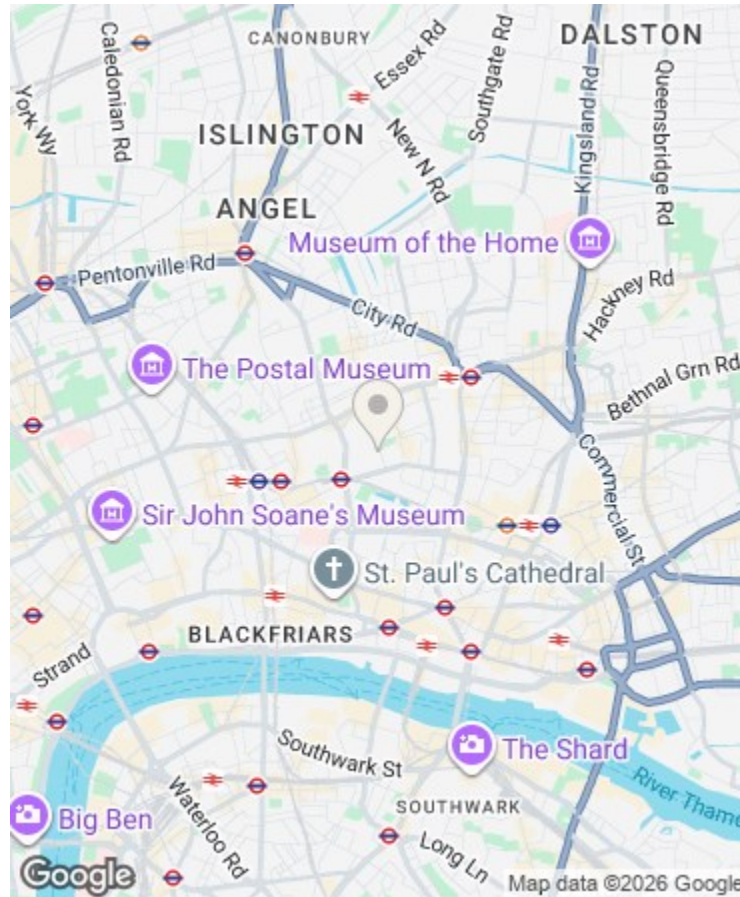 CANONBURY
DALSTON
Caledonian Rd
Essex Rd
Southgate Rd
Queensbridge Rd
York Wy
ISLINGTON
New N Rd
Kingsland Rd
ANGEL
Museum of the Home
Pentonville Rd
City Rd
Hackney Rd
The Postal Museum
Bethnal Grn Rd
Commercial St
Sir John Soane's Museum
St. Paul's Cathedral
BLACKFRIARS
Strand
Southwark St
The Shard
River Tham
Waterloo Rd
SOUTHWARK
Big Ben
Long Ln
Google
Map data ©2026 Google